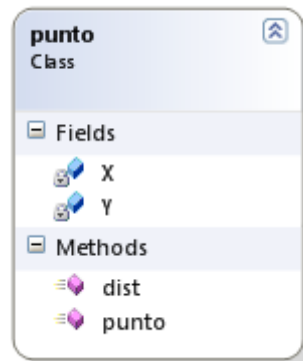 punto
Class
Fields
X
Y
Methods
dist
punto